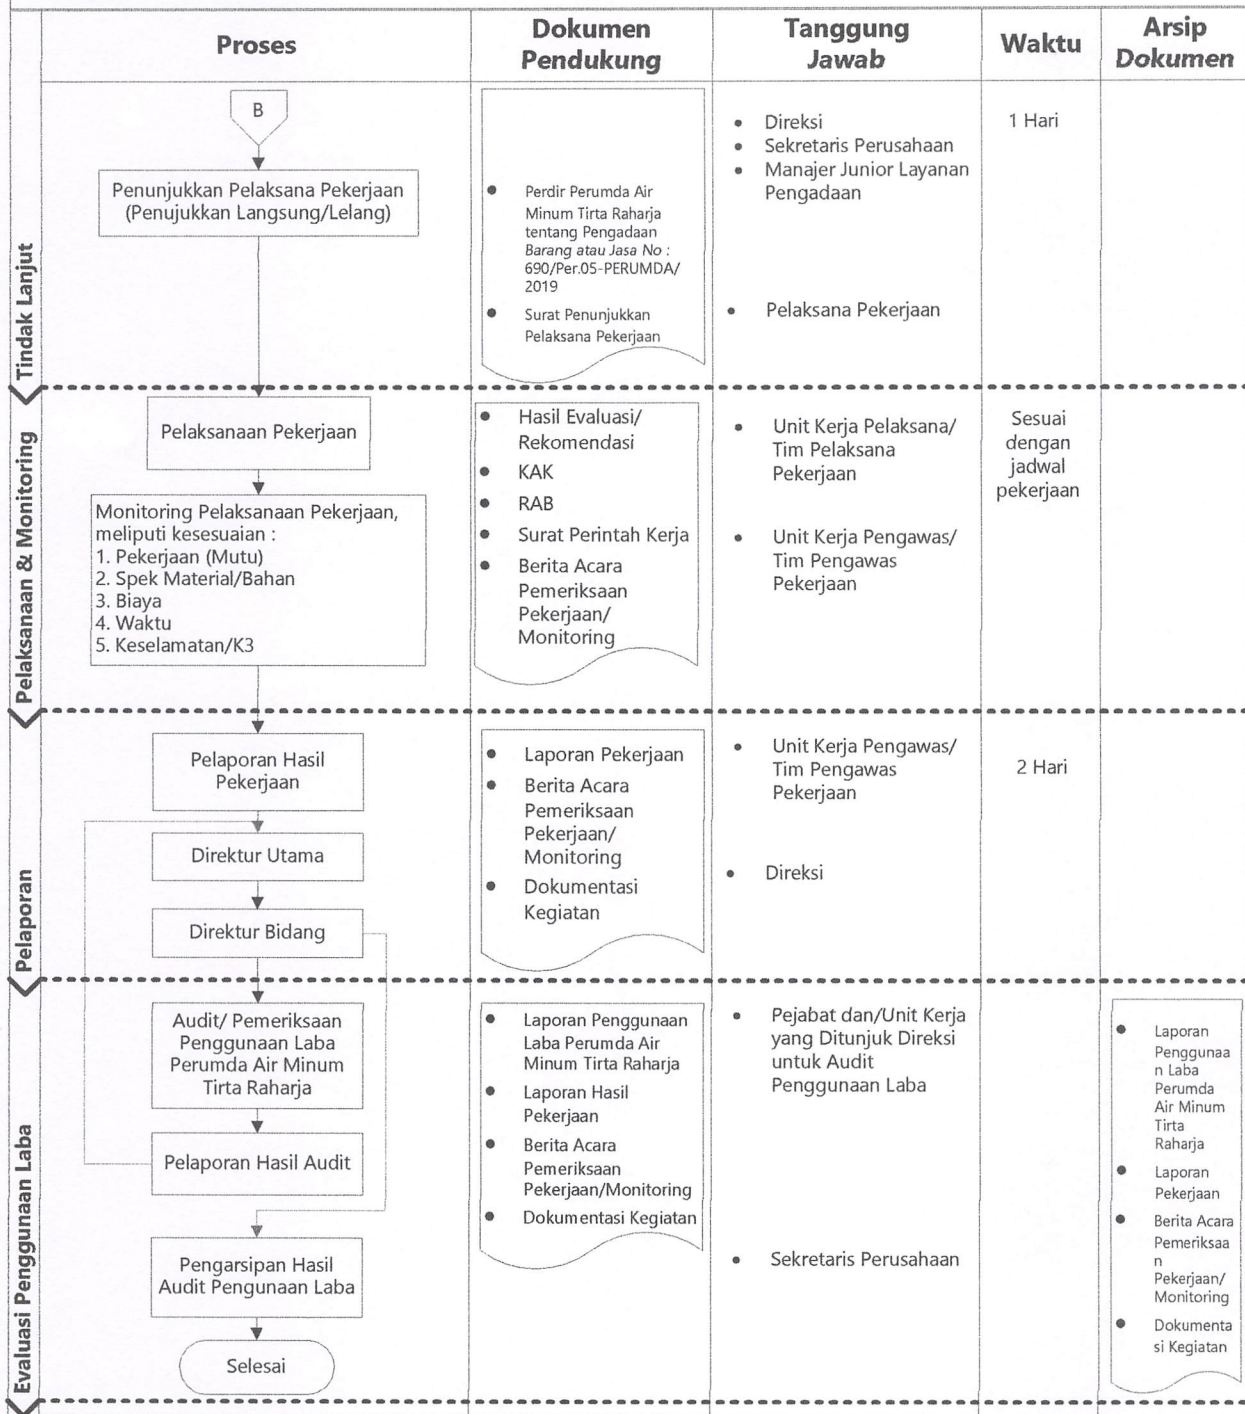 Proses
Dokumen
Pendukung
Tanggung
Jawab
Waktu
Arsip
Dokumen
Tindak Lanjut
B
Penunjukkan Pelaksana Pekerjaan
(Penujukkan Langsung/Lelang)
• Perdir Perumda Air
Minum Tirta Raharja
tentang Pengadaan
Barang atau Jasa No :
690/Per.05-PERUMDA/
2019
• Surat Penunjukkan
Pelaksana Pekerjaan
• Direksi
• Sekretaris Perusahaan
• Manajer Junior Layanan
Pengadaan
• Pelaksana Pekerjaan
1 Hari
Pelaksanaan & Monitoring
Pelaksanaan Pekerjaan
Monitoring Pelaksanaan Pekerjaan,
meliputi kesesuaian :
1. Pekerjaan (Mutu)
2. Spek Material/Bahan
3. Biaya
4. Waktu
5. Keselamatan/K3
• Hasil Evaluasi/
Rekomendasi
• KAK
• RAB
• Surat Perintah Kerja
• Berita Acara
Pemeriksaan
Pekerjaan/
Monitoring
• Unit Kerja Pelaksana/
Tim Pelaksana
Pekerjaan
• Unit Kerja Pengawas/
Tim Pengawas
Pekerjaan
Sesuai
dengan
jadwal
pekerjaan
Pelaporan
Pelaporan Hasil
Pekerjaan
Direktur Utama
Direktur Bidang
• Laporan Pekerjaan
• Berita Acara
Pemeriksaan
Pekerjaan/
Monitoring
• Dokumentasi
Kegiatan
• Unit Kerja Pengawas/
Tim Pengawas
Pekerjaan
• Direksi
2 Hari
Evaluasi Penggunaan Laba
Audit/ Pemeriksaan
Penggunaan Laba
Perumda Air Minum
Tirta Raharja
Pelaporan Hasil Audit
Pengarsipan Hasil
Audit Pengunaan Laba
Selesai
• Laporan Penggunaan
Laba Perumda Air
Minum Tirta Raharja
• Laporan Hasil
Pekerjaan
• Berita Acara
Pemeriksaan
Pekerjaan/Monitoring
• Dokumentasi Kegiatan
• Pejabat dan/Unit Kerja
yang Ditunjuk Direksi
untuk Audit
Penggunaan Laba
• Sekretaris Perusahaan
• Laporan
Penggunaa
n Laba
Perumda
Air Minum
Tirta
Raharja
• Laporan
Pekerjaan
• Berita Acara
Pemeriksaa
n
Pekerjaan/
Monitoring
• Dokumenta
si Kegiatan